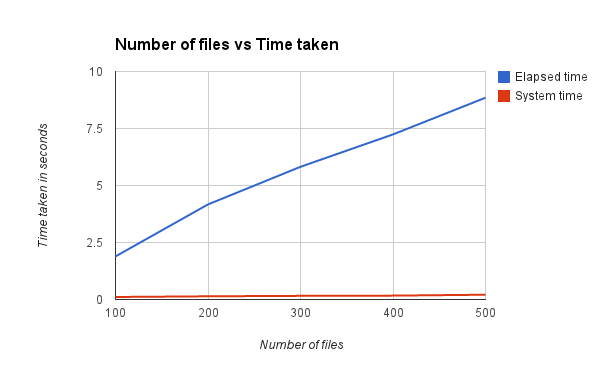 Number of files vs Time taken
Elapsed time
System time
Time taken in seconds
10
7.5
5
2.5
0
100 200 300 400 500
Number of files